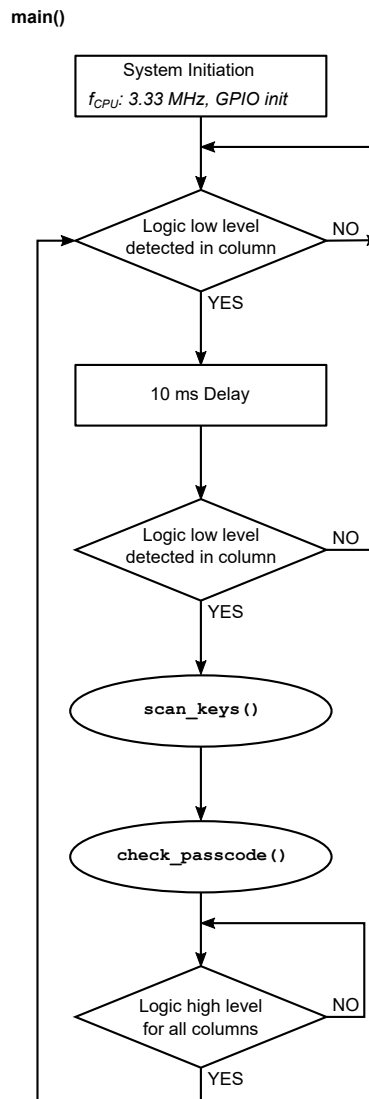 main()
System Initiation
fCPU: 3.33 MHz, GPIO init
Logic low level
detected in column
NO
YES
10 ms Delay
Logic low level
detected in column
NO
YES
scan_keys()
check_passcode()
Logic high level
for all columns
NO
YES